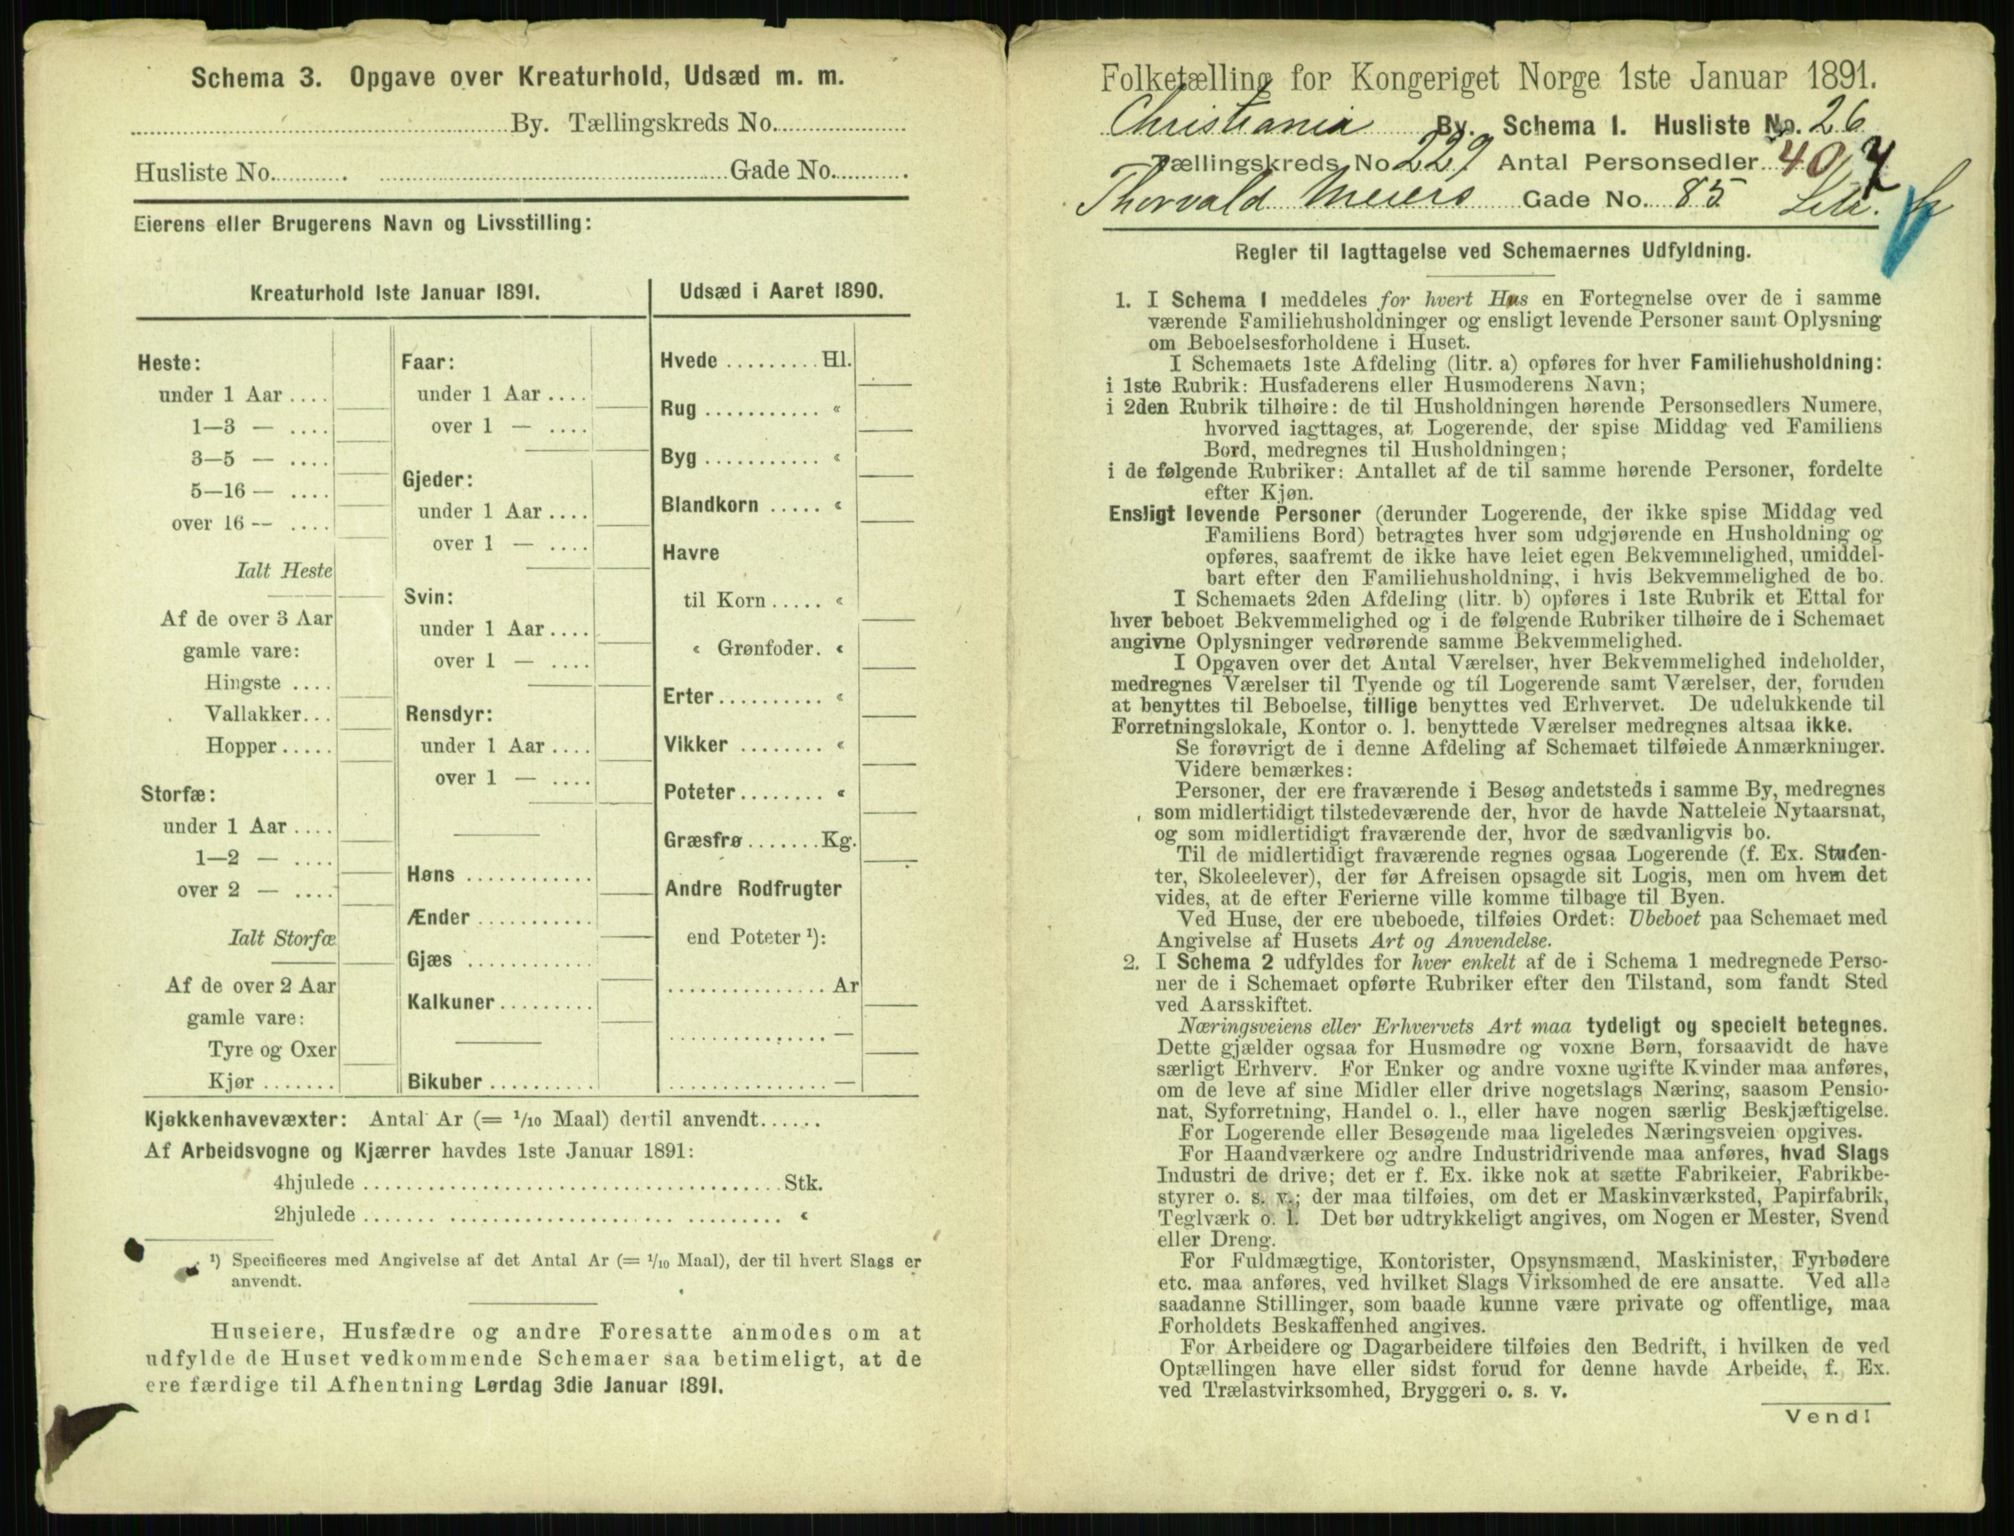 Schema 3. Opgave over Kreaturhold, Udsæd m. m.
By. Tællingskreds No.
Husliste No. Gade No.
Eierens eller Brugerens Navn og Livsstilling:
Kreaturhold 1ste Januar 1891.
Heste:
under 1 Aar
1—3 —
3—5 —
5—16 —
over 16 —
Ialt Heste
Af de over 3 Aar
gamle vare:
Hingste
Vallakker
Hopper
Storfæ:
under 1 Aar
1—2 —
over 2 —
Ialt Storfæ
Af de over 2 Aar
gamle vare:
Tyre og Oxer
Kjør
Faar:
under 1 Aar
over 1 —
Gjeder:
under 1 Aar
over 1 —
Svin:
under 1 Aar
over 1 —
Rensdyr:
under 1 Aar
over 1 —
Høns
Ænder
Gjæs
Kalkuner
Bikuber
Udsæd i Aaret 1890.
Hvede Hl.
Rug «
Byg «
Blandkorn «
Havre
til Korn «
« Grønfoder. «
Erter «
Vikker «
Poteter «
Græsfrø Kg.
Andre Rodfrugter
end Poteter ¹):
Ar
—
—
Kjøkkenhavevæxter: Antal Ar (= 1/10 Maal) dertil anvendt
Af Arbeidsvogne og Kjærrer havdes 1ste Januar 1891:
4hjulede Stk.
2hjulede «
¹) Specificeres med Angivelse af det Antal Ar (= 1/10 Maal), der til hvert Slags er
anvendt.
Huseiere, Husfædre og andre Foresatte anmodes om at
udfylde de Huset vedkommende Schemaer saa betimeligt, at de
ere færdige til Afhentning Lørdag 3die Januar 1891.
Folketælling for Kongeriget Norge 1ste Januar 1891.
Christiania By. Schema 1. Husliste No. 26
Tællingskreds No. 229 Antal Personsedler 40
Thorvald Meiers Gade No. 85 Litr.
Regler til Iagttagelse ved Schemaernes Udfyldning.
1. I Schema 1 meddeles for hvert Hus en Fortegnelse over de i samme
værende Familiehusholdninger og ensligt levende Personer samt Oplysning
om Beboelsesforholdene i Huset.
I Schemaets 1ste Afdeling (litr. a) opføres for hver Familiehusholdning:
i 1ste Rubrik: Husfaderens eller Husmoderens Navn;
i 2den Rubrik tilhøire: de til Husholdningen hørende Personsedlers Numere,
hvorved iagttages, at Logerende, der spise Middag ved Familiens
Bord, medregnes til Husholdningen;
i de følgende Rubriker: Antallet af de til samme hørende Personer, fordelte
efter Kjøn.
Ensligt levende Personer (derunder Logerende, der ikke spise Middag ved
Familiens Bord) betragtes hver som udgjørende en Husholdning og
opføres, saafremt de ikke have leiet egen Bekvemmelighed, umiddel-
bart efter den Familiehusholdning, i hvis Bekvemmelighed de bo.
I Schemaets 2den Afdeling (litr. b) opføres i 1ste Rubrik et Ettal for
hver beboet Bekvemmelighed og i de følgende Rubriker tilhøire de i Schemaet
angivne Oplysninger vedrørende samme Bekvemmelighed.
I Opgaven over det Antal Værelser, hver Bekvemmelighed indeholder,
medregnes Værelser til Tyende og til Logerende samt Værelser, der, foruden
at benyttes til Beboelse, tillige benyttes ved Erhvervet. De udelukkende til
Forretningslokale, Kontor o. l. benyttede Værelser medregnes altsaa ikke.
Se forøvrigt de i denne Afdeling af Schemaet tilføiede Anmærkninger.
Videre bemærkes:
Personer, der ere fraværende i Besøg andetsteds i samme By, medregnes
som midlertidigt tilstedeværende der, hvor de havde Natteleie Nytaarsnat,
og som midlertidigt fraværende der, hvor de sædvanligvis bo.
Til de midlertidigt fraværende regnes ogsaa Logerende (f. Ex. Studen-
ter, Skoleelever), der før Afreisen opsagde sit Logis, men om hvem det
vides, at de efter Ferierne ville komme tilbage til Byen.
Ved Huse, der ere ubeboede, tilføies Ordet: Ubeboet paa Schemaet med
Angivelse af Husets Art og Anvendelse.
2. I Schema 2 udfyldes for hver enkelt af de i Schema 1 medregnede Perso-
ner de i Schemaet opførte Rubriker efter den Tilstand, som fandt Sted
ved Aarsskiftet.
Næringsveiens eller Erhvervets Art maa tydeligt og specielt betegnes.
Dette gjælder ogsaa for Husmødre og voxne Børn, forsaavidt de have
særligt Erhverv. For Enker og andre voxne ugifte Kvinder maa anføres,
om de leve af sine Midler eller drive nogetslags Næring, saasom Pensio-
nat, Syforretning, Handel o. l., eller have nogen særlig Beskjæftigelse.
For Logerende eller Besøgende maa ligeledes Næringsveien opgives.
For Haandværkere og andre Industridrivende maa anføres, hvad Slags
Industri de drive; det er f. Ex. ikke nok at sætte Fabrikeier, Fabrikbe-
styrer o. s. v.; der maa tilføies, om det er Maskinværksted, Papirfabrik,
Teglværk o. l. Det bør udtrykkeligt angives, om Nogen er Mester, Svend
eller Dreng.
For Fuldmægtige, Kontorister, Opsynsmænd, Maskinister, Fyrbødere
etc. maa anføres, ved hvilket Slags Virksomhed de ere ansatte. Ved alle
saadanne Stillinger, som baade kunne være private og offentlige, maa
Forholdets Beskaffenhed angives.
For Arbeidere og Dagarbeidere tilføies den Bedrift, i hvilken de ved
Optællingen have eller sidst forud for denne havde Arbeide, f. Ex.
ved Trælastvirksomhed, Bryggeri o. s. v.
Vend!